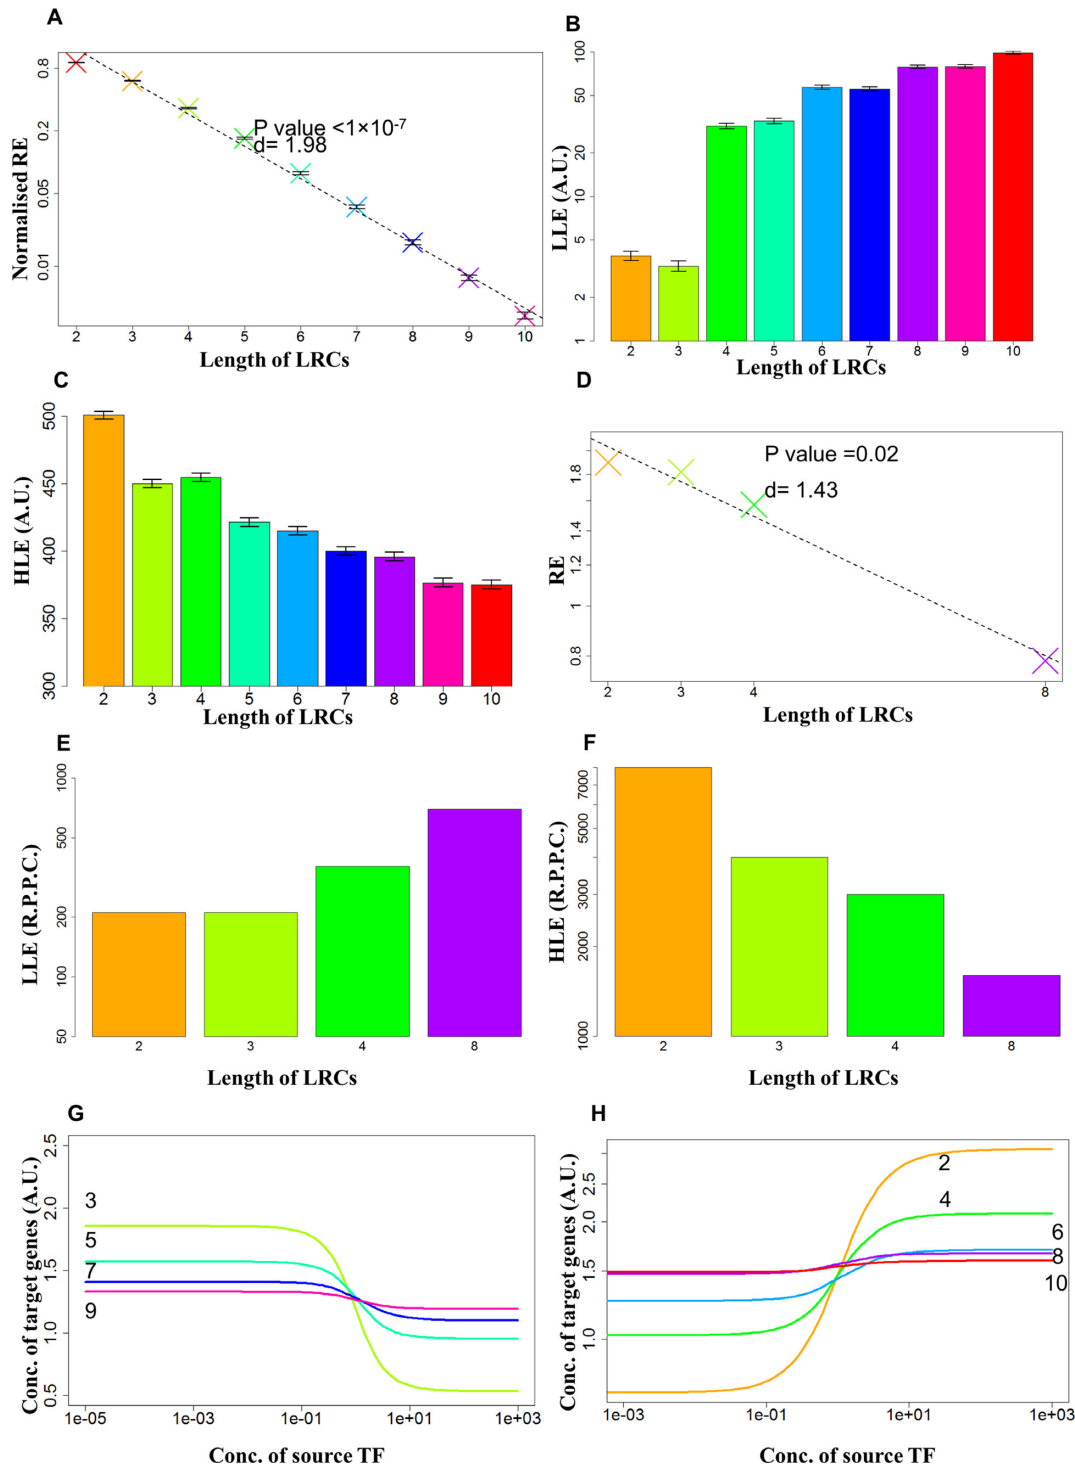 A
Normalised RE
0.8
0.2
0.05
0.01
P value <1×10-7
d= 1.98
2 3 4 5 6 7 8 9 10
Length of LRCs
B
LLE (A.U.)
100
50
20
10
5
2
1
2 3 4 5 6 7 8 9 10
Length of LRCs
C
HLE (A.U.)
500
450
400
350
300
2 3 4 5 6 7 8 9 10
Length of LRCs
D
RE
1.8
1.4
1.2
1
0.8
P value =0.02
d= 1.43
2 3 4 8
Length of LRCs
E
LLE (R.P.P.C.)
1000
500
200
100
50
2 3 4 8
Length of LRCs
F
HLE (R.P.P.C.)
7000
5000
3000
2000
1000
2 3 4 8
Length of LRCs
G
Conc. of target genes (A.U.)
2.5
2.0
1.5
1.0
0.5
3
5
7
9
1e-05 1e-03 1e-01 1e+01 1e+03
Conc. of source TF
H
Conc. of target genes (A.U.)
2.5
2.0
1.5
1.0
2
4
6
8
10
1e-03 1e-01 1e+01 1e+03
Conc. of source TF